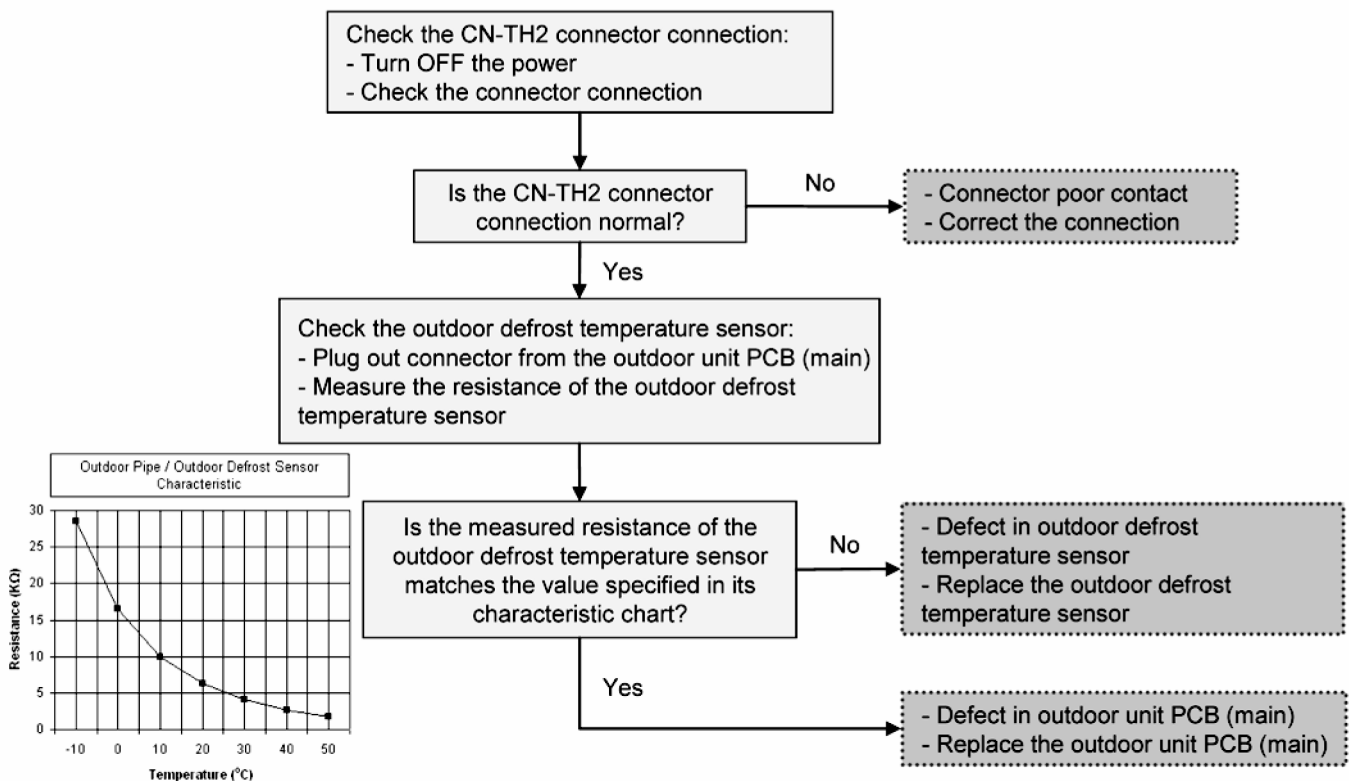 Check the CN-TH2 connector connection:
- Turn OFF the power
- Check the connector connection
Is the CN-TH2 connector
connection normal?
No
- Connector poor contact
- Correct the connection
Yes
Check the outdoor defrost temperature sensor:
- Plug out connector from the outdoor unit PCB (main)
- Measure the resistance of the outdoor defrost
temperature sensor
Outdoor Pipe / Outdoor Defrost Sensor
Characteristic
Resistance (KΩ)
30
25
20
15
10
5
0
-10 0 10 20 30 40 50
Temperature (°C)
Is the measured resistance of the
outdoor defrost temperature sensor
matches the value specified in its
characteristic chart?
No
- Defect in outdoor defrost
temperature sensor
- Replace the outdoor defrost
temperature sensor
Yes
- Defect in outdoor unit PCB (main)
- Replace the outdoor unit PCB (main)